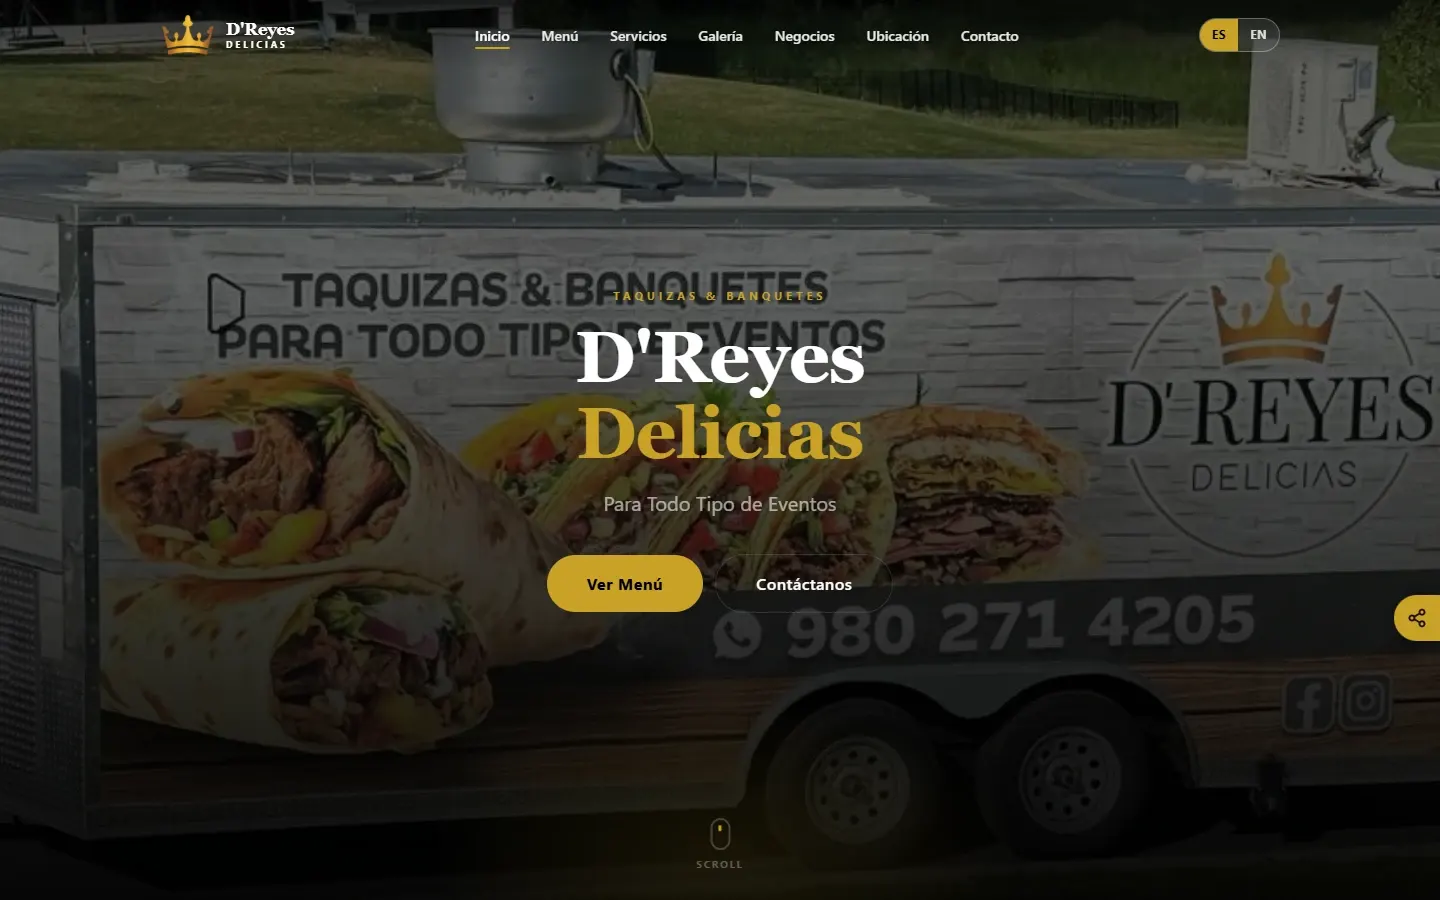 D'Reyes
DELICIAS
Inicio
Menú
Servicios
Galería
Negocios
Ubicación
Contacto
ES
EN
TAQUIZAS & BANQUETES
PARA TODO TIPO DE EVENTOS
TAQUIZAS & BANQUETES
D'Reyes
Delicias
Para Todo Tipo de Eventos
Ver Menú
Contáctanos
D'REYES
DELICIAS
980 271 4205
SCROLL